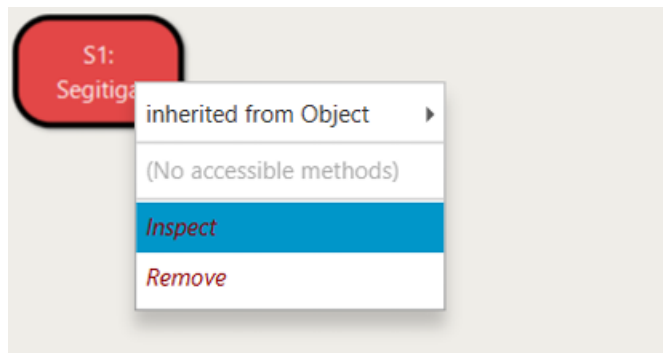 S1:
Segitiga
inherited from Object
(No accessible methods)
Inspect
Remove